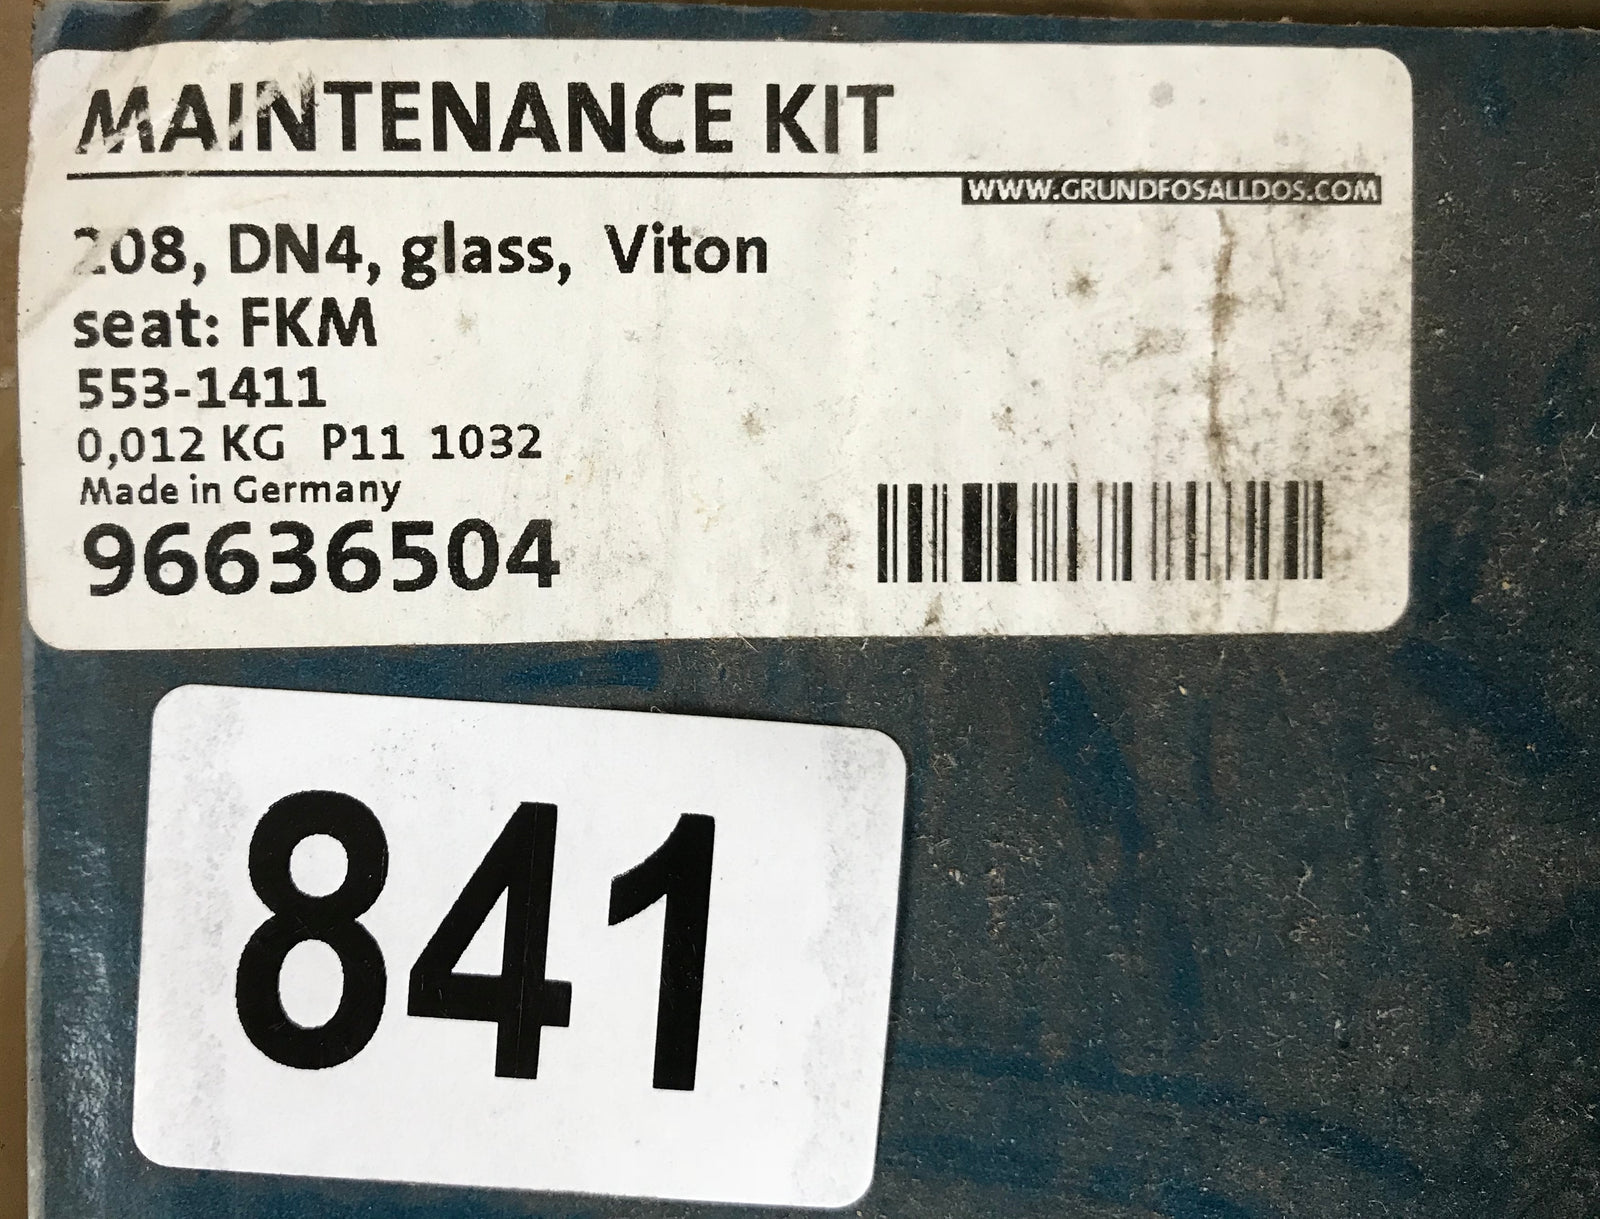 MAINTENANCE KIT
WWW.GRUNDFOSALLDOS.COM
208, DN4, glass, Viton
seat: FKM
553-1411
0,012 KG P11 1032
Made in Germany
96636504
841